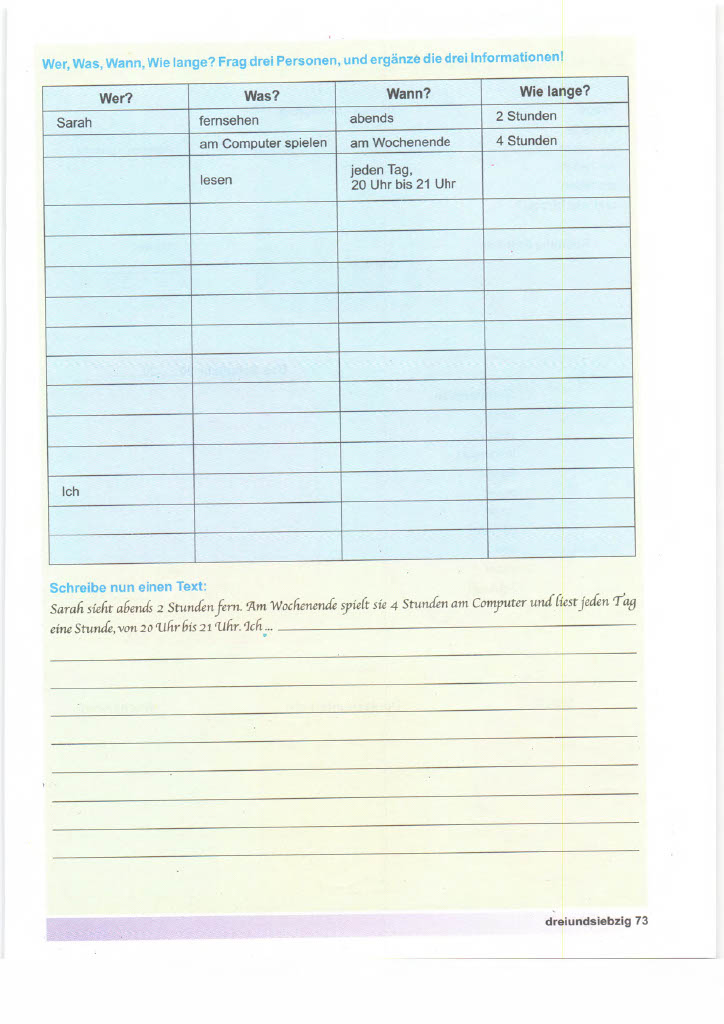 Wer, Was, Wann, Wie lange? Frag drei Personen, und ergänze die drei Informationen!
Wer? Was? Wann? Wie lange?
Sarah fernsehen abends 2 Stunden
am Computer spielen am Wochenende 4 Stunden
lesen jeden Tag,
20 Uhr bis 21 Uhr
Ich
Schreibe nun einen Text:
Sarah sieht abends 2 Stunden fern. Am Wochenende spielt sie 4 Stunden am Computer und liest jeden Tag
eine Stunde, von 20 Uhr bis 21 Uhr. Ich ...
dreiundsiebzig 73